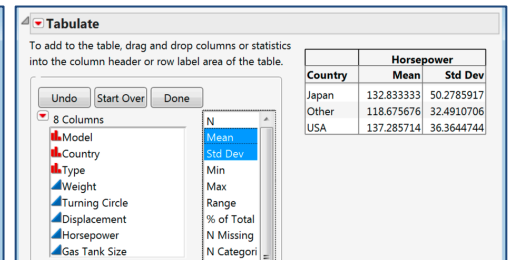 Tabulate
To add to the table, drag and drop columns or statistics
into the column header or row label area of the table.
Undo Start Over Done
8 Columns
Model
Country
Type
Weight
Turning Circle
Displacement
Horsepower
Gas Tank Size
N
Mean
Std Dev
Min
Max
Range
% of Total
N Missing
N Categori
Horsepower
Country Mean Std Dev
Japan 132.833333 50.2785917
Other 118.675676 32.4910706
USA 137.285714 36.3644744